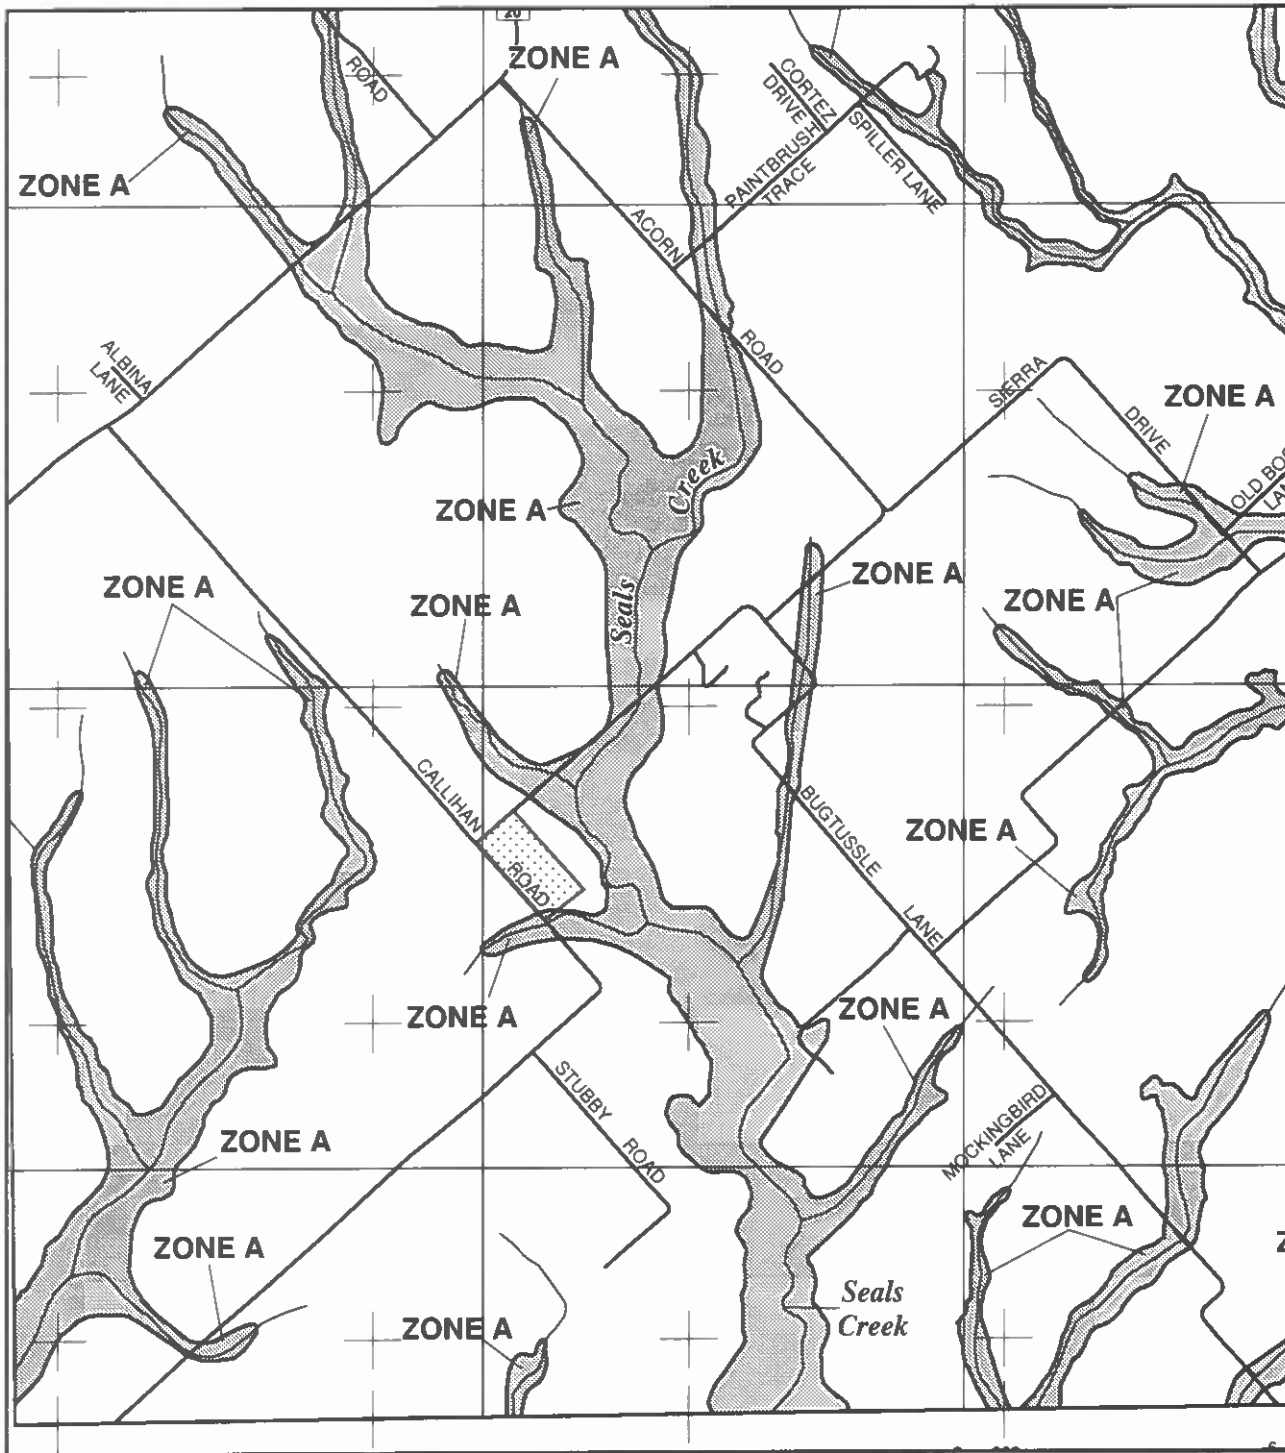 20
ZONE A
ROAD
CORTEZ
DRIVE
SPILLER LANE
PAINTBRUSH
TRACE
ZONE A
ACORN
ROAD
ALBINA
LANE
SIERRA
DRIVE
ZONE A
OLD
ZONE A
Creek
Seals
ZONE A
ZONE A
ZONE A
ZONE A
CALLIHAN
ROAD
BUGTUSSLE
LANE
ZONE A
ZONE A
ZONE A
STUBBY
ROAD
MOCKINGBIRD
LANE
ZONE A
ZONE A
ZONE A
Seals
Creek
ZONE A